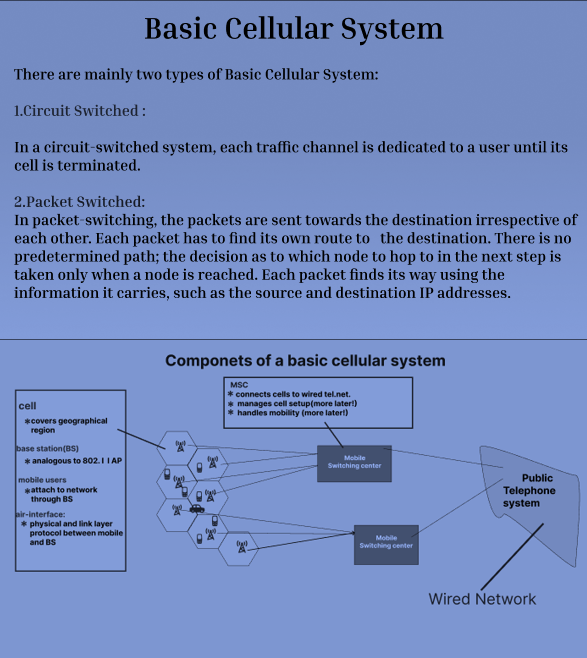 Basic Cellular System
There are mainly two types of Basic Cellular System:
1.Circuit Switched :
In a circuit-switched system, each traffic channel is dedicated to a user until its
cell is terminated.
2.Packet Switched:
In packet-switching, the packets are sent towards the destination irrespective of
each other. Each packet has to find its own route to the destination. There is no
predetermined path; the decision as to which node to hop to in the next step is
taken only when a node is reached. Each packet finds its way using the
information it carries, such as the source and destination IP addresses.
Componets of a basic cellular system
MSC
* connects cells to wired tel.net.
* manages cell setup(more later!)
* handles mobility (more later!)
cell
*covers geographical
region
base station(BS)
* analogous to 802.11 AP
mobile users
*attach to network
through BS
air-interface:
* physical and link layer
protocol between mobile
and BS
Mobile
Switching center
Mobile
Switching center
Public
Telephone
system
Wired Network